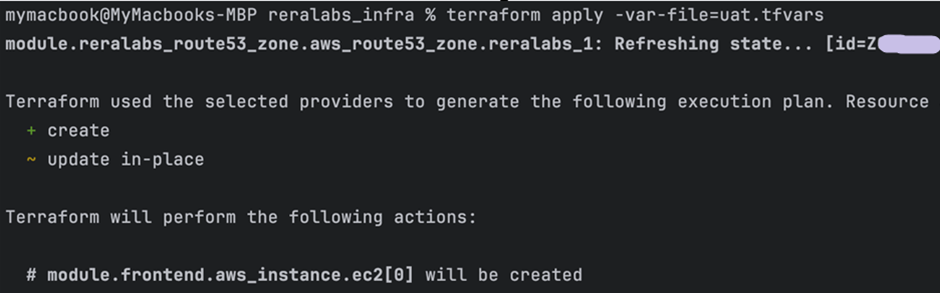 mymacbook@MyMacbooks-MBP reralabs_infra % terraform apply -var-file=uat.tfvars
module.reralabs_route53_zone.aws_route53_zone.reralabs_1: Refreshing state... [id=Z
Terraform used the selected providers to generate the following execution plan. Resource
+ create
~ update in-place
Terraform will perform the following actions:
# module.frontend.aws_instance.ec2[0] will be created